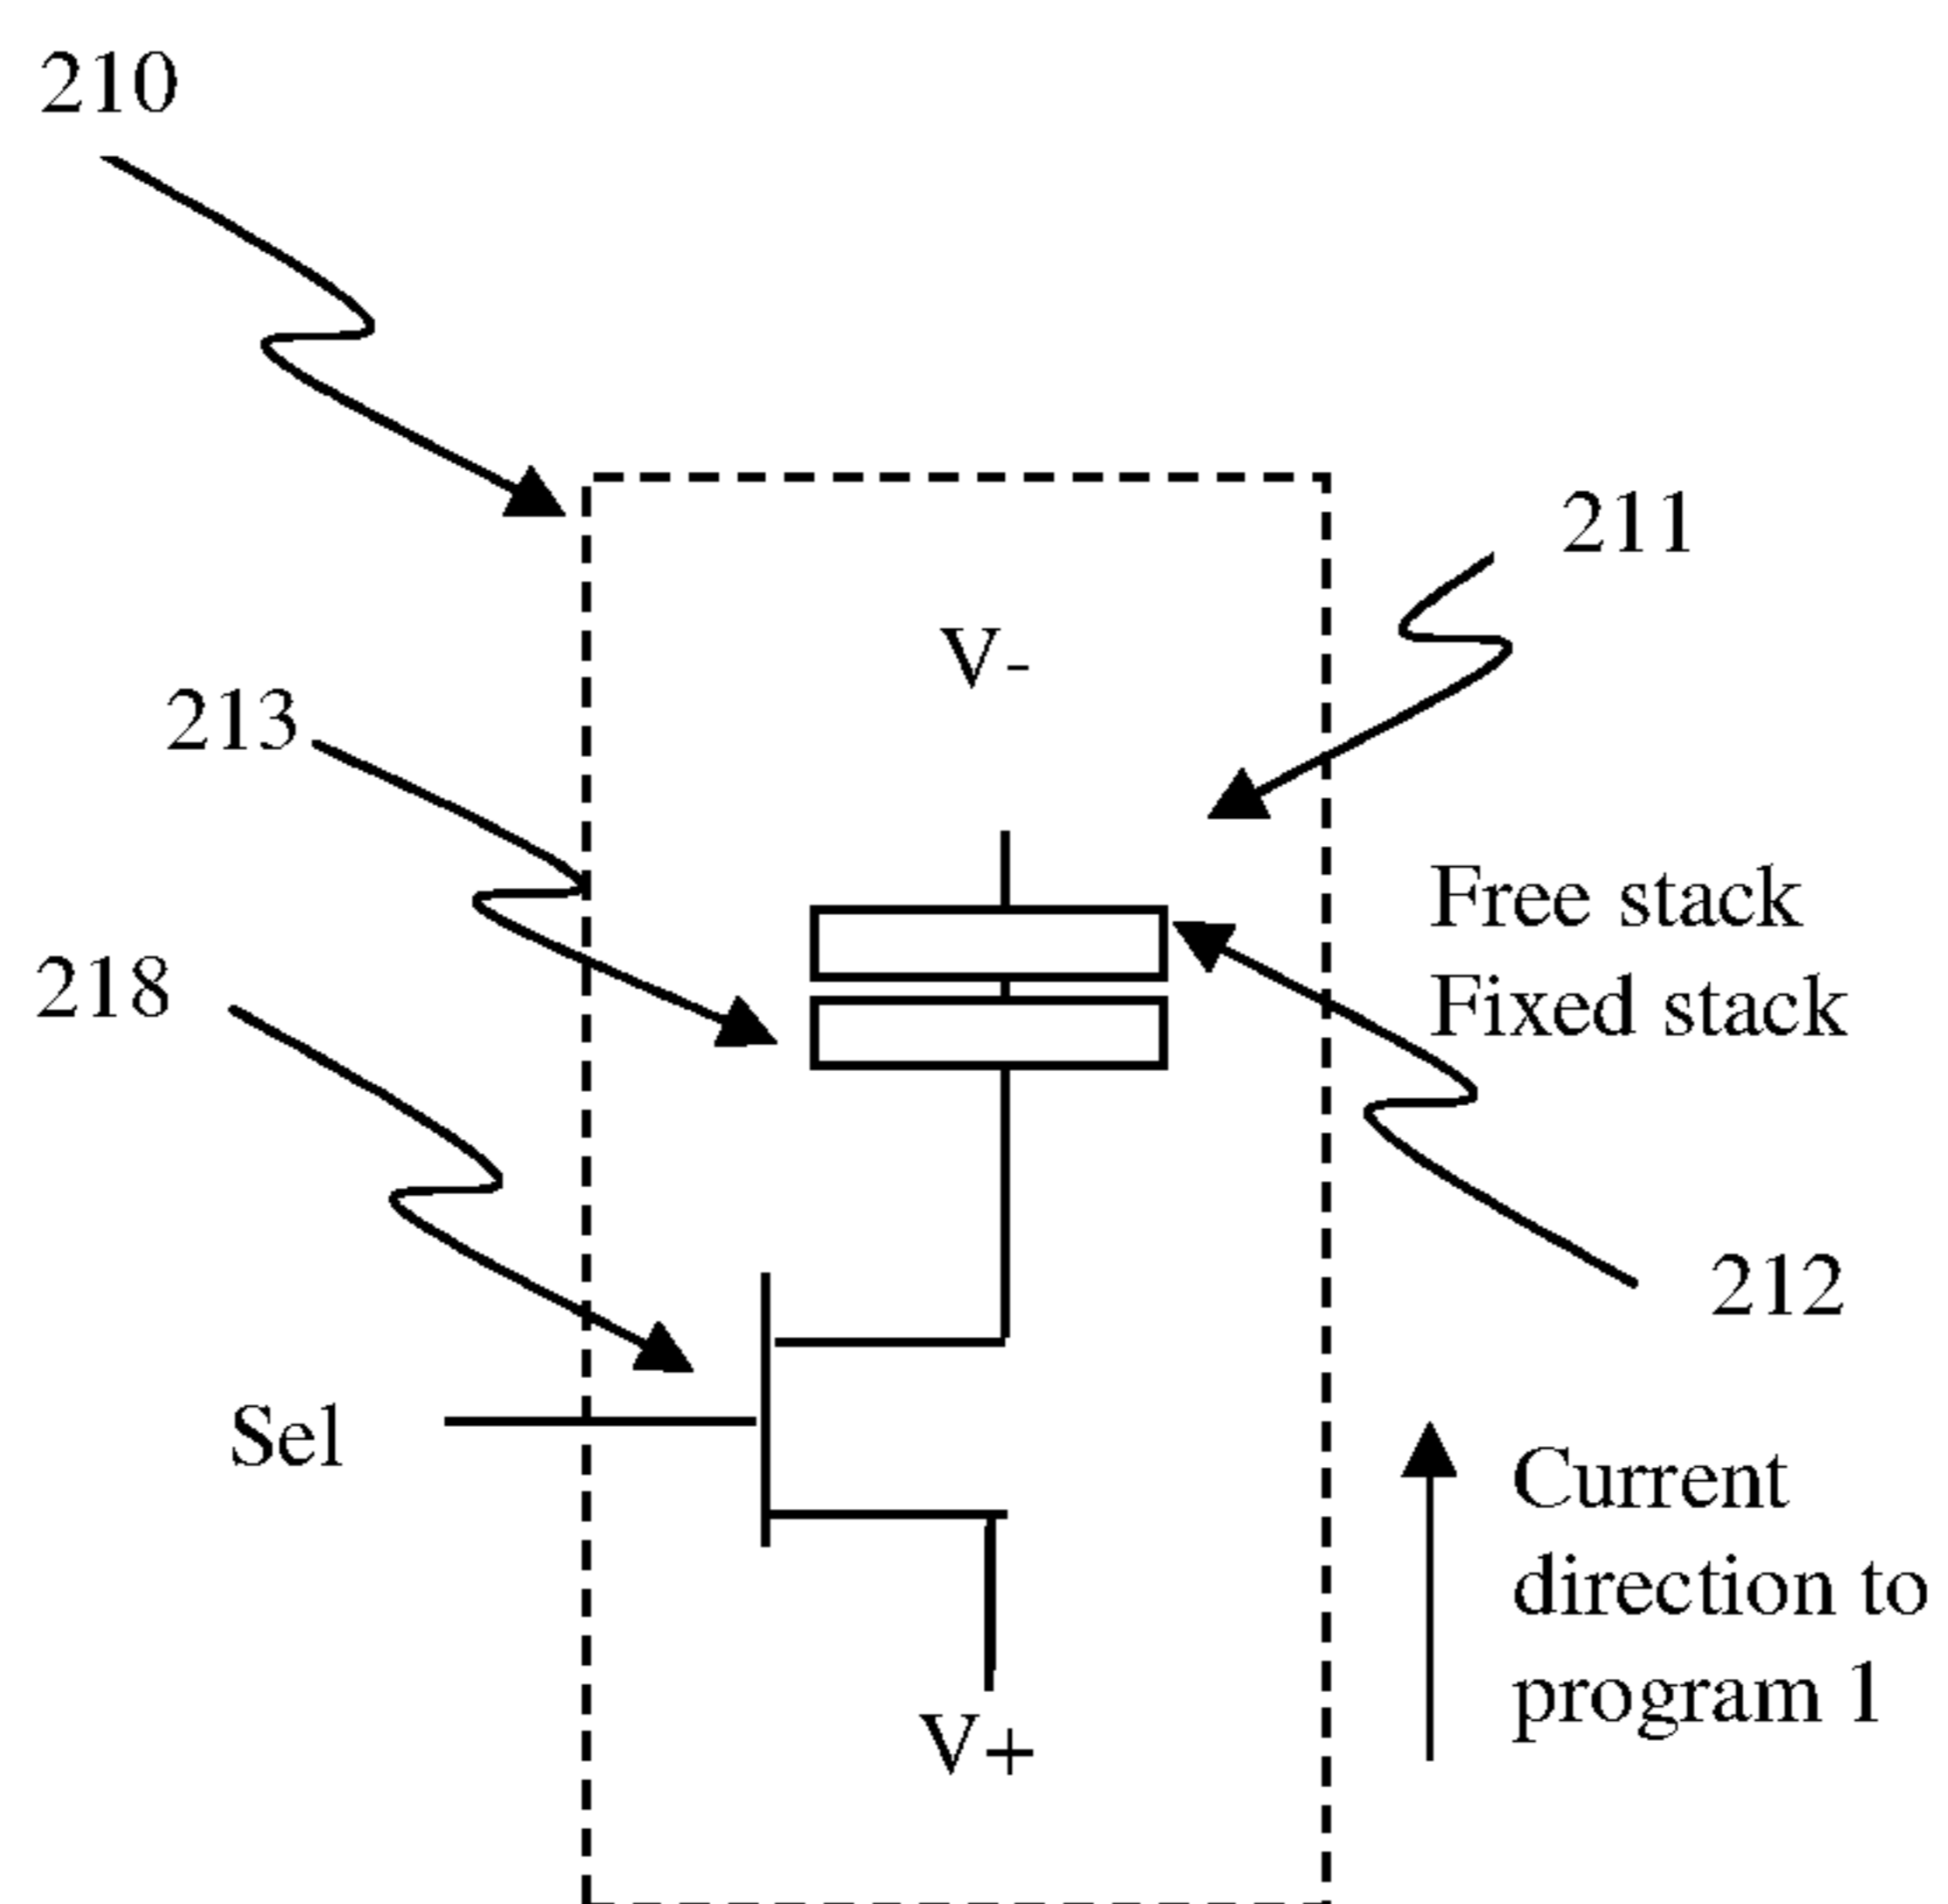 210
211
V-
213
Free stack
218
Fixed stack
212
Sel
Current
direction to
program 1
V+